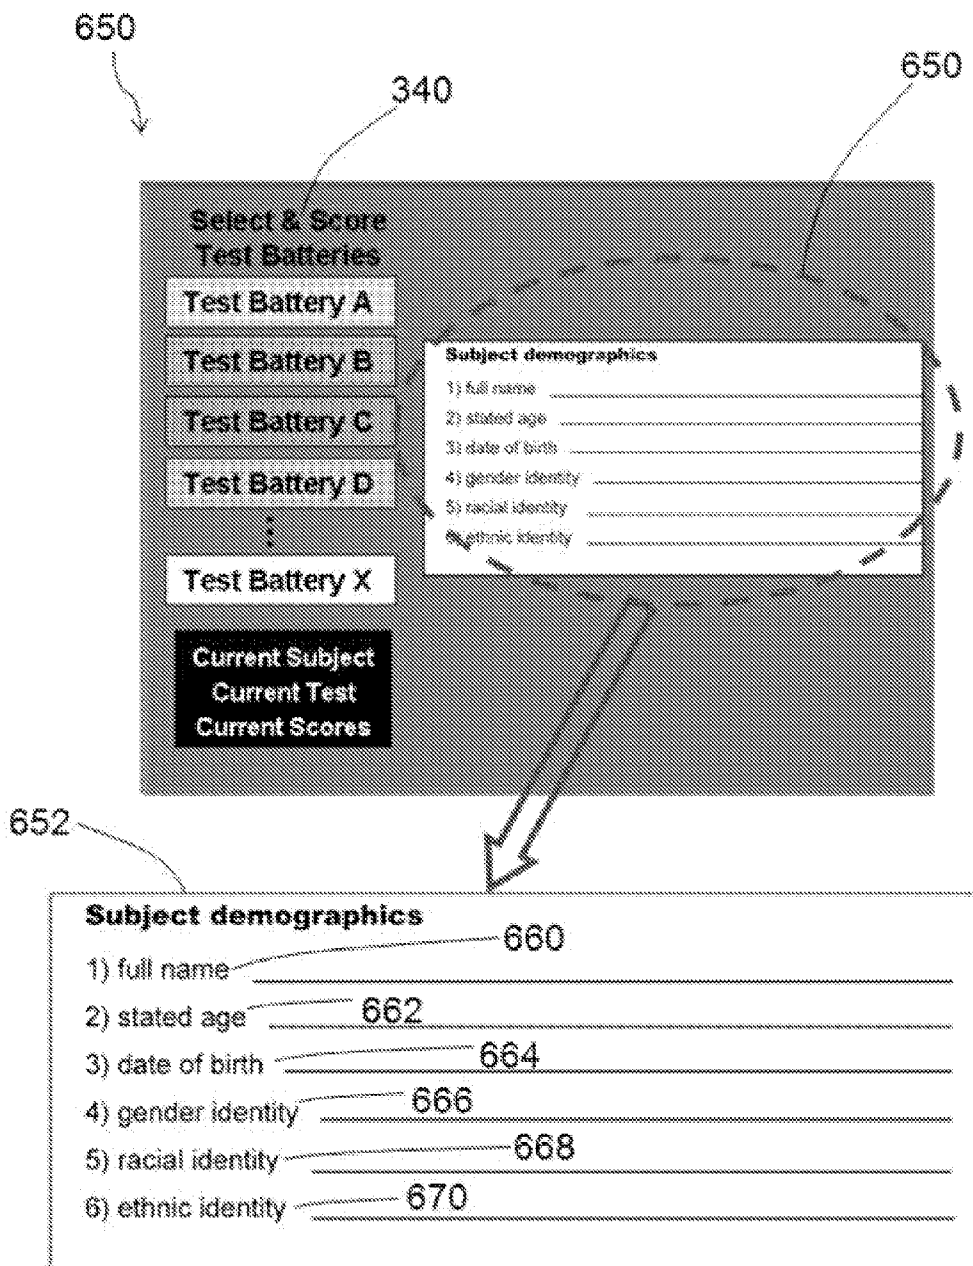 650
650
340
Select & Score
Test Batteries
Test Battery A
Test Battery B
Test Battery C
Test Battery D
Test Battery X
Current Subject
Current Test
Current Scores
Subject demographics
1) full name
2) stated age
3) date of birth
4) gender identity
5) racial identity
6) ethnic identity
652
Subject demographics
1) full name 660
2) stated age 662
3) date of birth 664
4) gender identity 666
5) racial identity 668
6) ethnic identity 670